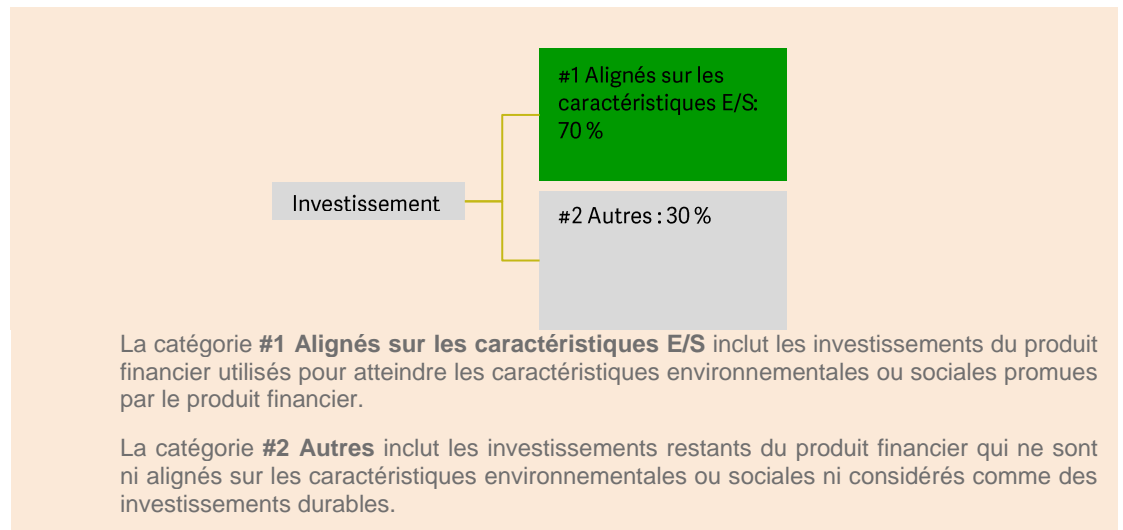 #1 Alignés sur les
caractéristiques E/S:
70 %
Investissement
#2 Autres : 30 %
La catégorie #1 Alignés sur les caractéristiques E/S inclut les investissements du produit
financier utilisés pour atteindre les caractéristiques environnementales ou sociales promues
par le produit financier.
La catégorie #2 Autres inclut les investissements restants du produit financier qui ne sont
ni alignés sur les caractéristiques environnementales ou sociales ni considérés comme des
investissements durables.